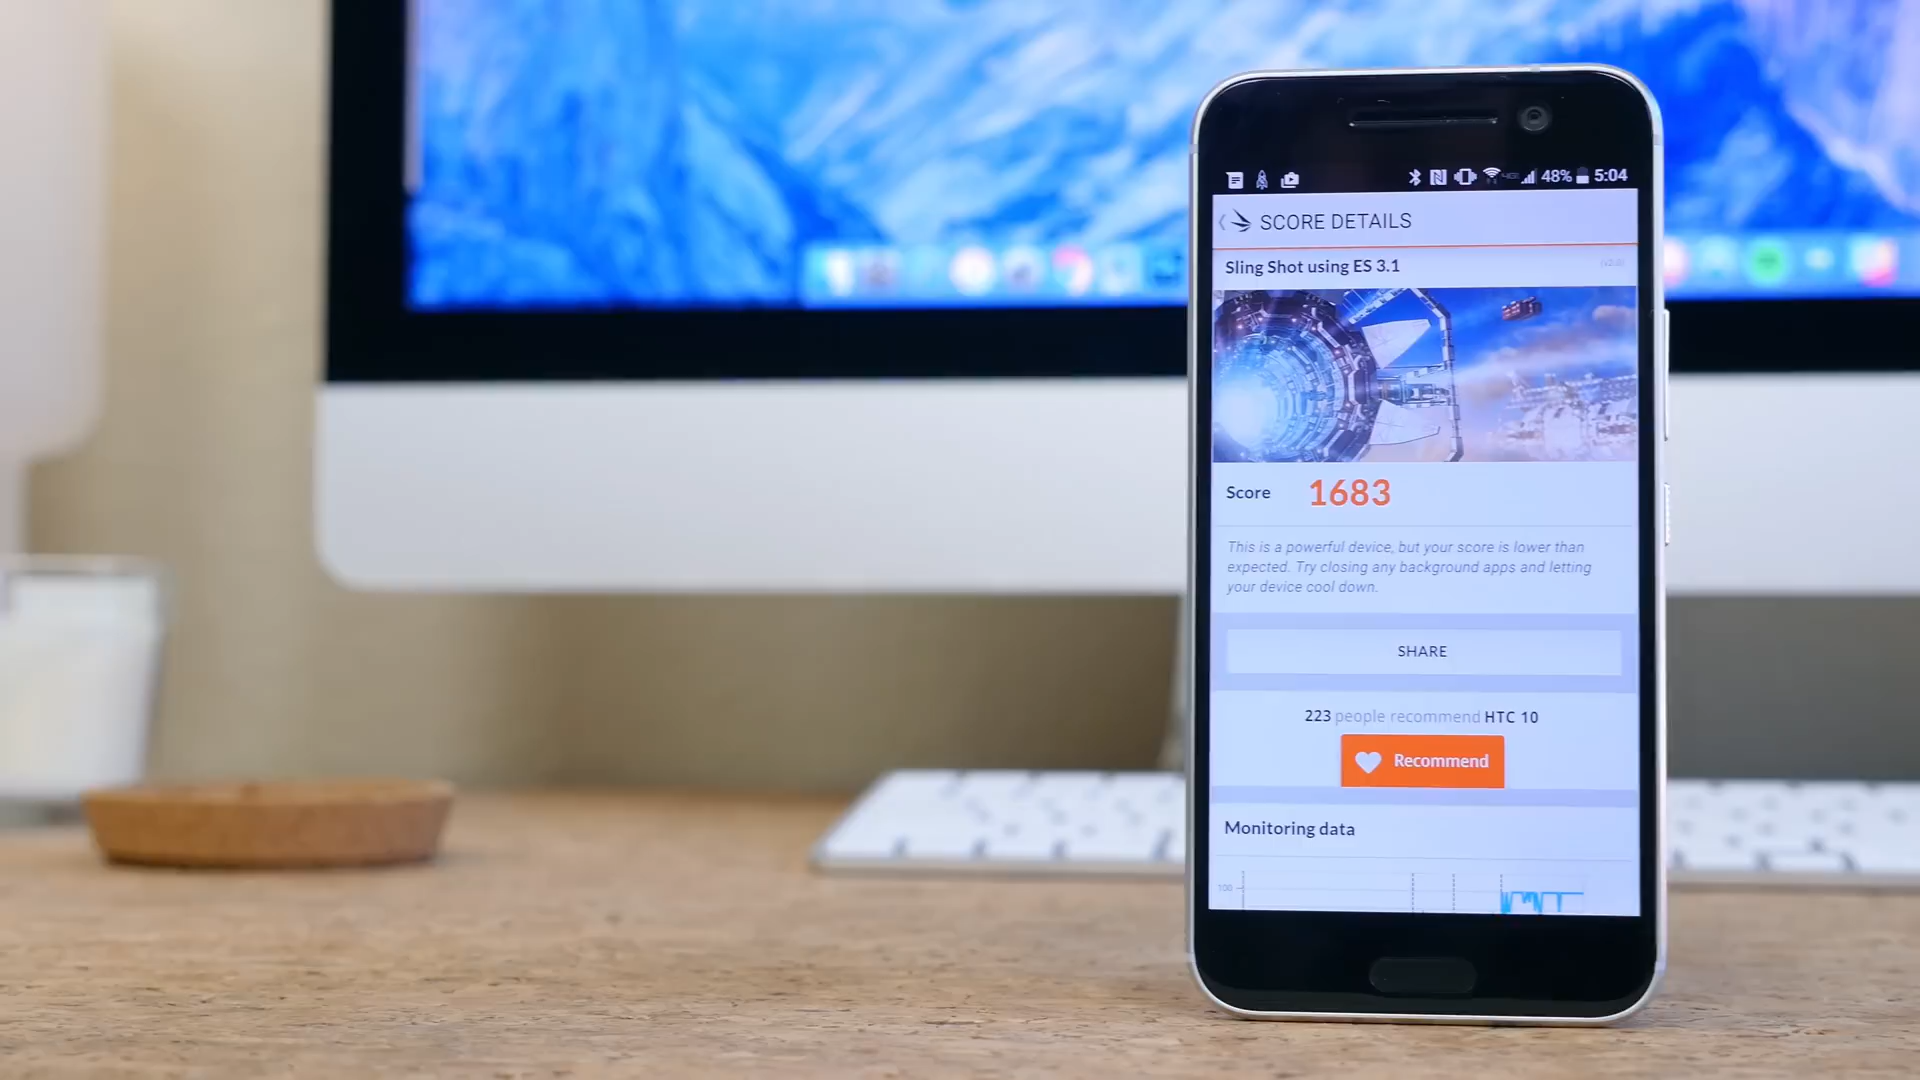 48% 5:04
SCORE DETAILS
Sling Shot using ES 3.1
Score 1683
This is a powerful device, but your score is lower than
expected. Try closing any background apps and letting
your device cool down.
SHARE
223 people recommend HTC 10
Recommend
Monitoring data
100